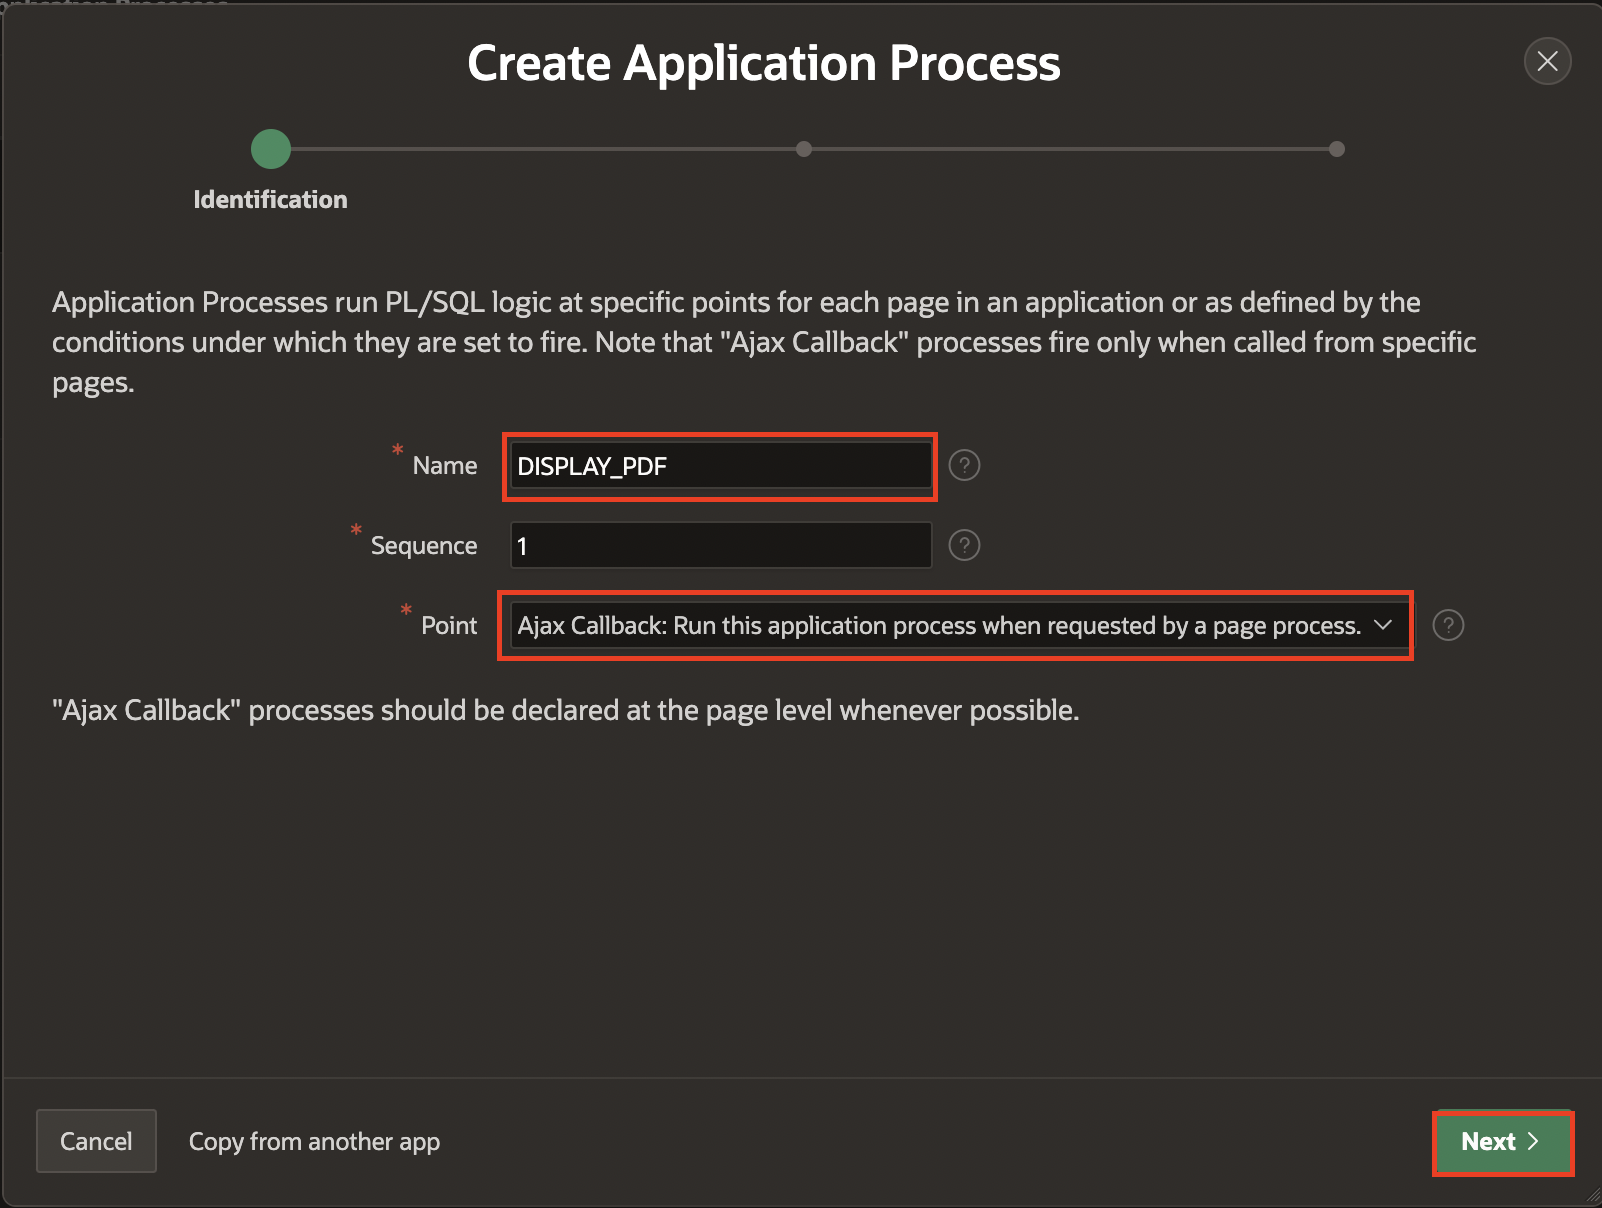 Application Processes
Create Application Process
Identification
Application Processes run PL/SQL logic at specific points for each page in an application or as defined by the
conditions under which they are set to fire. Note that "Ajax Callback" processes fire only when called from specific
pages.
* Name DISPLAY_PDF ?
* Sequence 1 ?
* Point Ajax Callback: Run this application process when requested by a page process. ?
"Ajax Callback" processes should be declared at the page level whenever possible.
Cancel Copy from another app Next